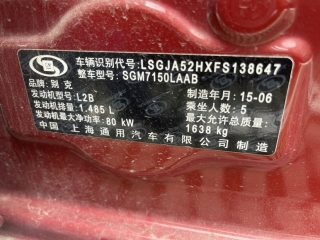 车辆识别代号:LSGJA52HXFS138647
整车型号:SGM7150LAAB
品牌:别克 制造年月:15-06
发动机型号:L2B 乘坐人数:5
发动机排量:1.485 L 最大允许总质量:
发动机最大净功率:80 kW 1638 kg
中国 上海通用汽车有限公司 制造